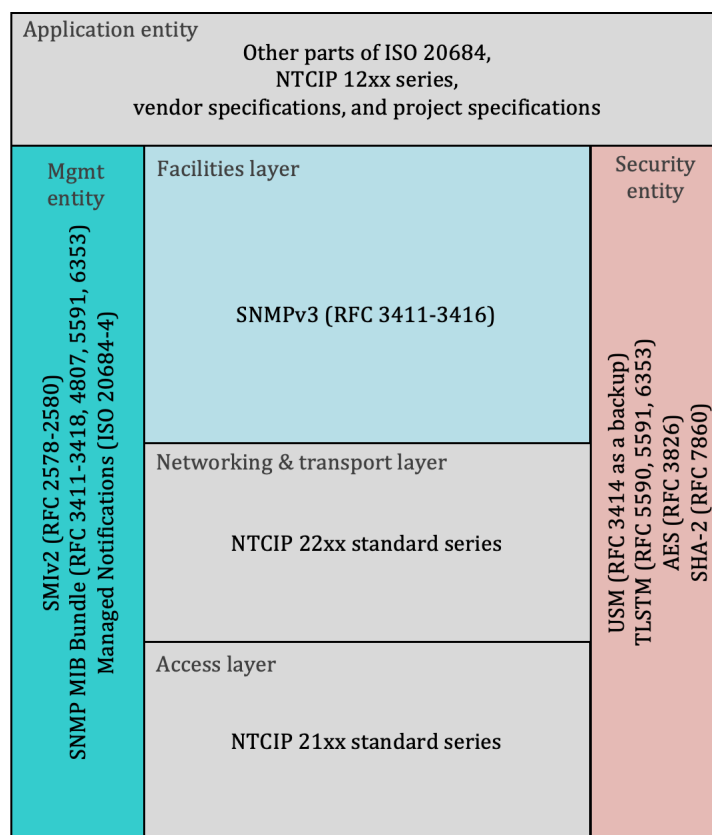 Application entity
Other parts of ISO 20684,
NTCIP 12xx series,
vendor specifications, and project specifications
Mgmt
entity
SMIv2 (RFC 2578-2580)
SNMP MIB Bundle (RFC 3411-3418, 4807, 5591, 6353)
Managed Notifications (ISO 20684-4)
Facilities layer
SNMPv3 (RFC 3411-3416)
Networking & transport layer
NTCIP 22xx standard series
Access layer
NTCIP 21xx standard series
Security
entity
USM (RFC 3414 as a backup)
TLSTM (RFC 5590, 5591, 6353)
AES (RFC 3826)
SHA-2 (RFC 7860)